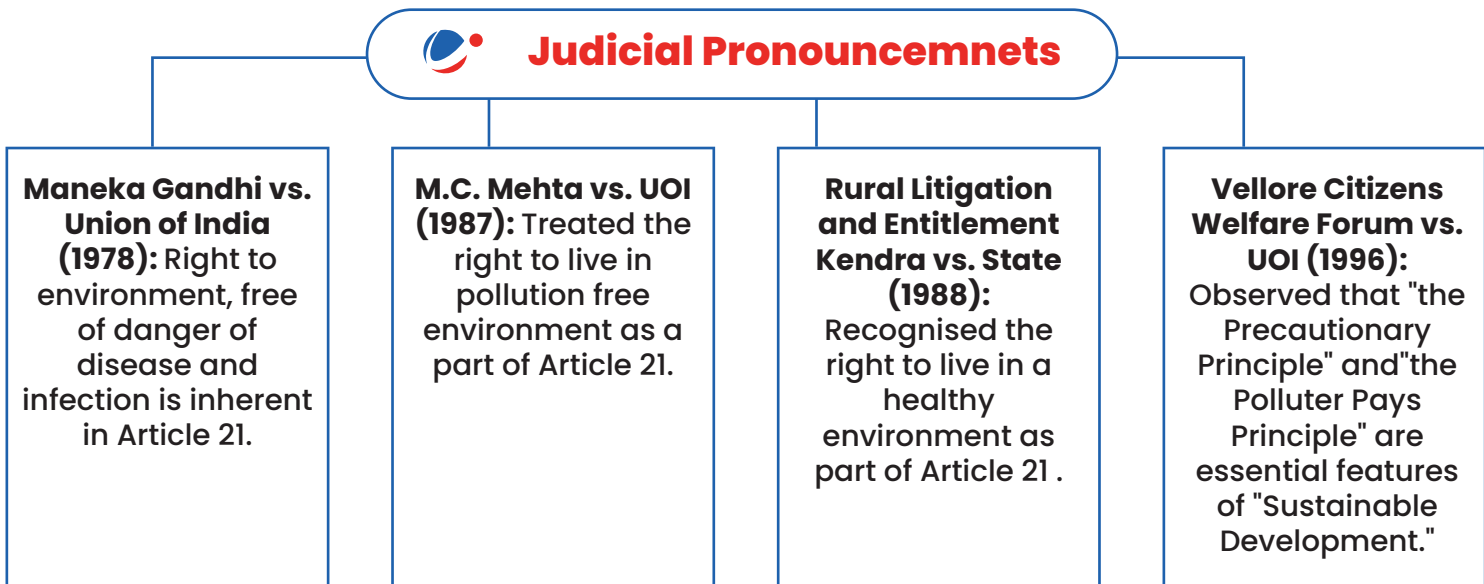 Judicial Pronouncemnets
Maneka Gandhi vs.
Union of India
(1978): Right to
environment, free
of danger of
disease and
infection is inherent
in Article 21.
M.C. Mehta vs. UOI
(1987): Treated the
right to live in
pollution free
environment as a
part of Article 21.
Rural Litigation
and Entitlement
Kendra vs. State
(1988):
Recognised the
right to live in a
healthy
environment as
part of Article 21 .
Vellore Citizens
Welfare Forum vs.
UOI (1996):
Observed that "the
Precautionary
Principle" and"the
Polluter Pays
Principle" are
essential features
of "Sustainable
Development."